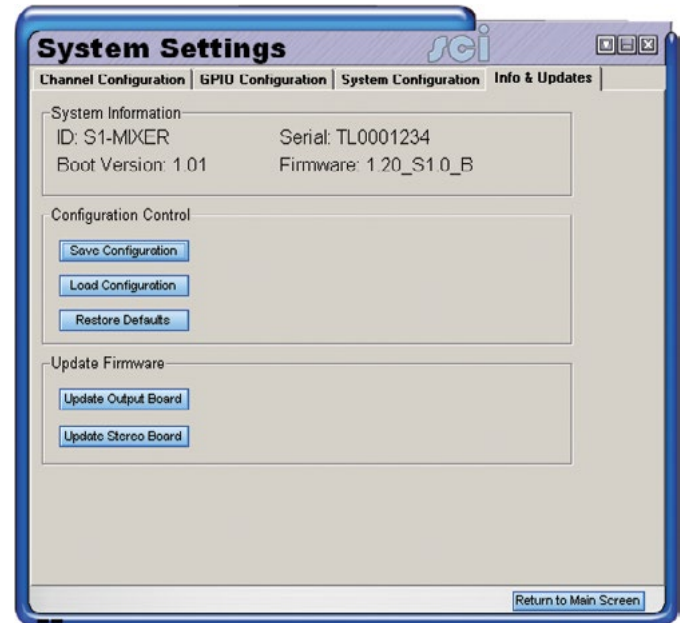 System Settings
sci
Channel Configuration GPIO Configuration System Configuration Info & Updates
System Information
ID: S1-MIXER Serial: TL0001234
Boot Version: 1.01 Firmware: 1.20_S1.0_B
Configuration Control
Save Configuration
Load Configuration
Restore Defaults
Update Firmware
Update Output Board
Update Stereo Board
Return to Main Screen